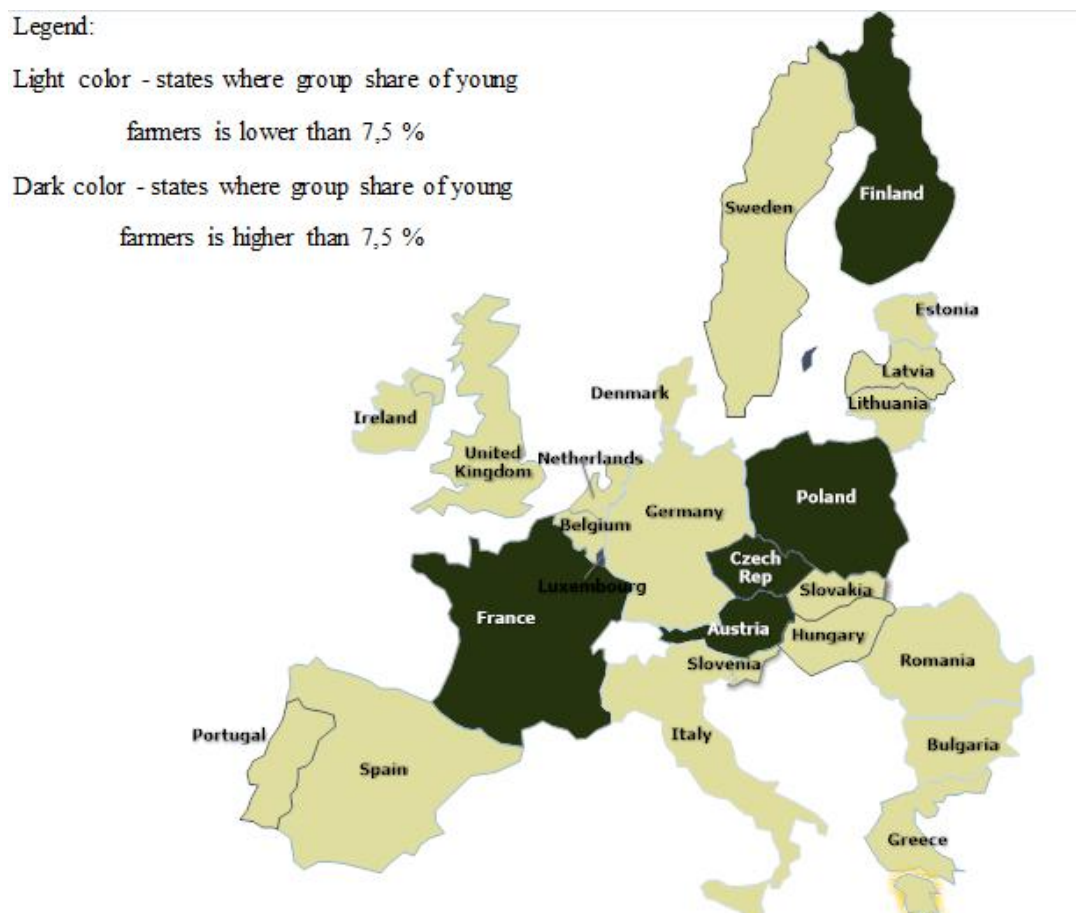 Legend:
Light color - states where group share of young
farmers is lower than 7,5 %
Dark color - states where group share of young
farmers is higher than 7,5 %
Finland
Sweden
Estonia
Latvia
Lithuania
Denmark
Ireland
United
Kingdom
Netherlands
Poland
Germany
Belgium
Czech
Rep
Luxembourg
Slovakia
France
Austria
Hungary
Slovenia
Romania
Portugal
Italy
Bulgaria
Spain
Greece